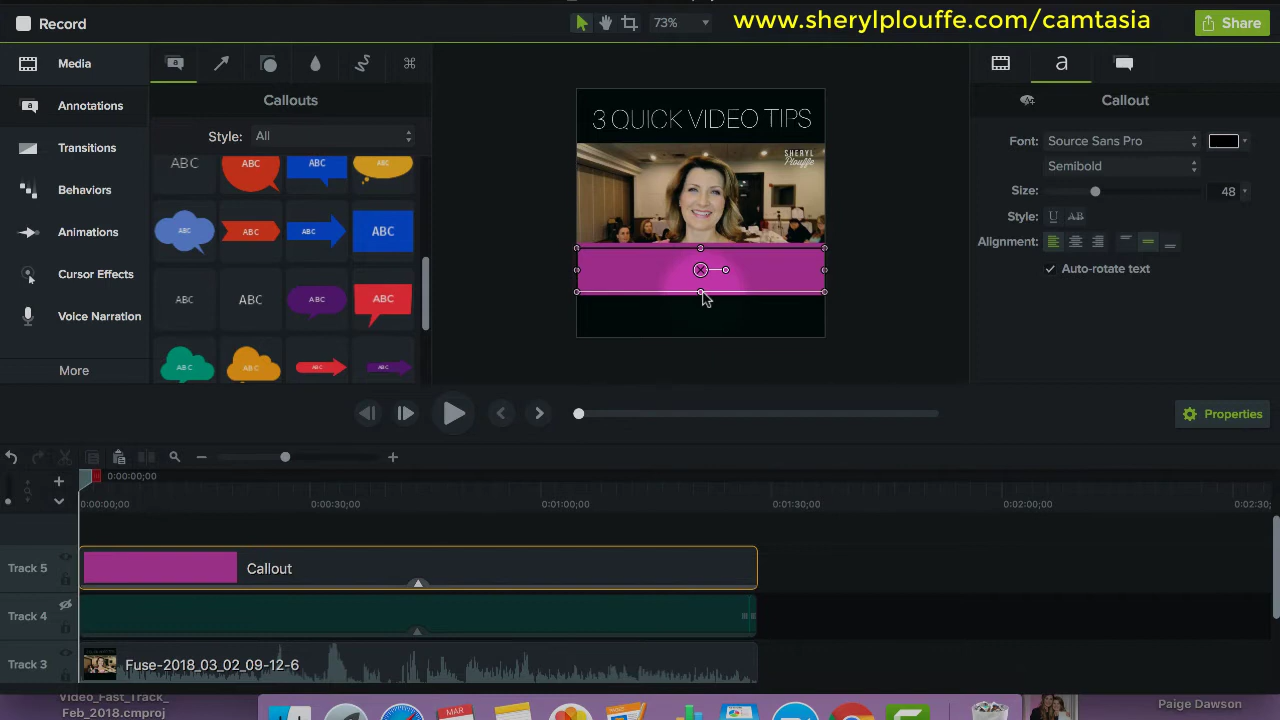 Record
73%
www.sherylplouffe.com/camtasia
Share
Media
Annotations
Transitions
Behaviors
Animations
Cursor Effects
Voice Narration
More
Callouts
Style: All
ABC ABC ABC ABC
ABC ABC ABC ABC
ABC ABC ABC ABC
ABC ABC ABC ABC
3 QUICK VIDEO TIPS
SHERYL
Plouffe
a
Callout
Font: Source Sans Pro
Semibold
Size: 48
Style: U AB
Alignment:
Auto-rotate text
Properties
0:00:00;00
0:00:00;00 0:00:30;00 0:01:00;00 0:01:30;00 0:02:00;00 0:02:30;
Track 5 Callout
Track 4
Track 3 Fuse-2018_03_02_09-12-6
Video_Fast_Track_
Feb_2018.cmproj
MAR
Paige Dawson